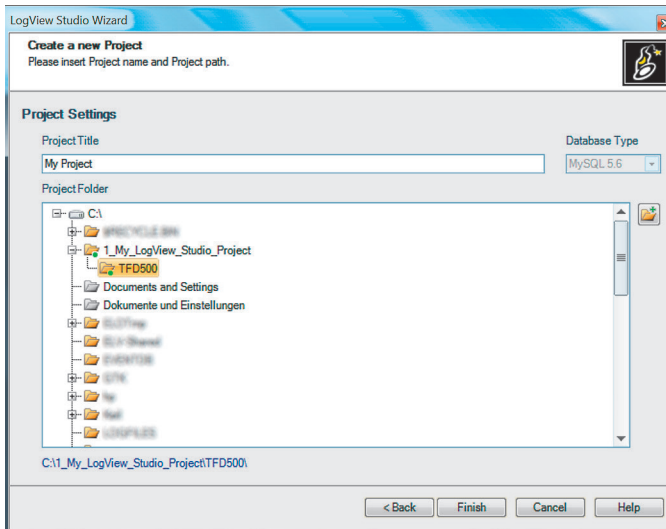 LogView Studio Wizard
Create a new Project
Please insert Project name and Project path.
Project Settings
Project Title
Database Type
My Project
MySQL 5.6
Project Folder
C:\
1_My_LogView_Studio_Project
TFD500
Documents and Settings
Dokumente und Einstellungen
C:\1_My_LogView_Studio_Project\TFD500\
< Back
Finish
Cancel
Help